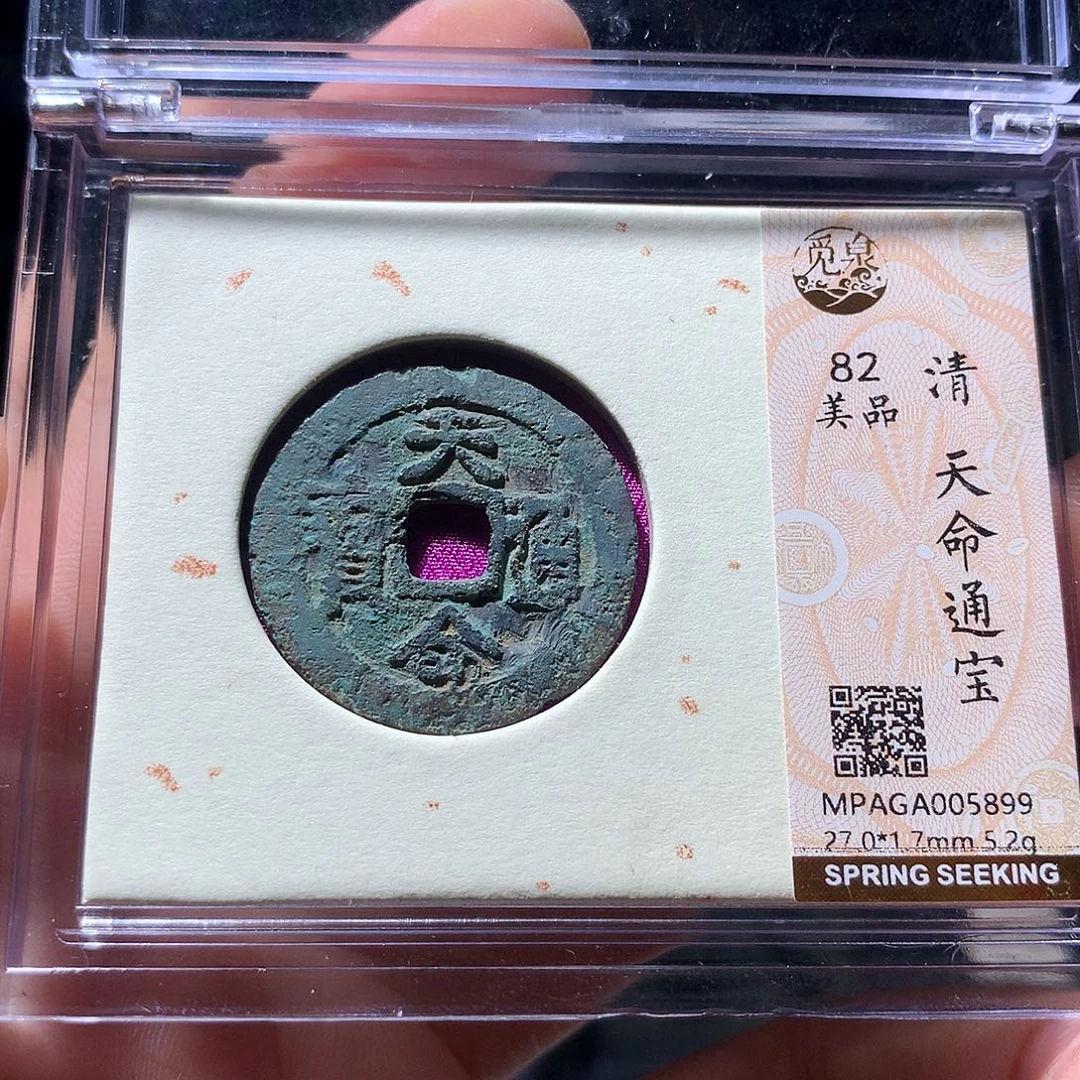 天
命
通
寶
觅泉
82
美品
清 天命通宝
MPAGA005899
27.0*1.7mm 5.2g
SPRING SEEKING